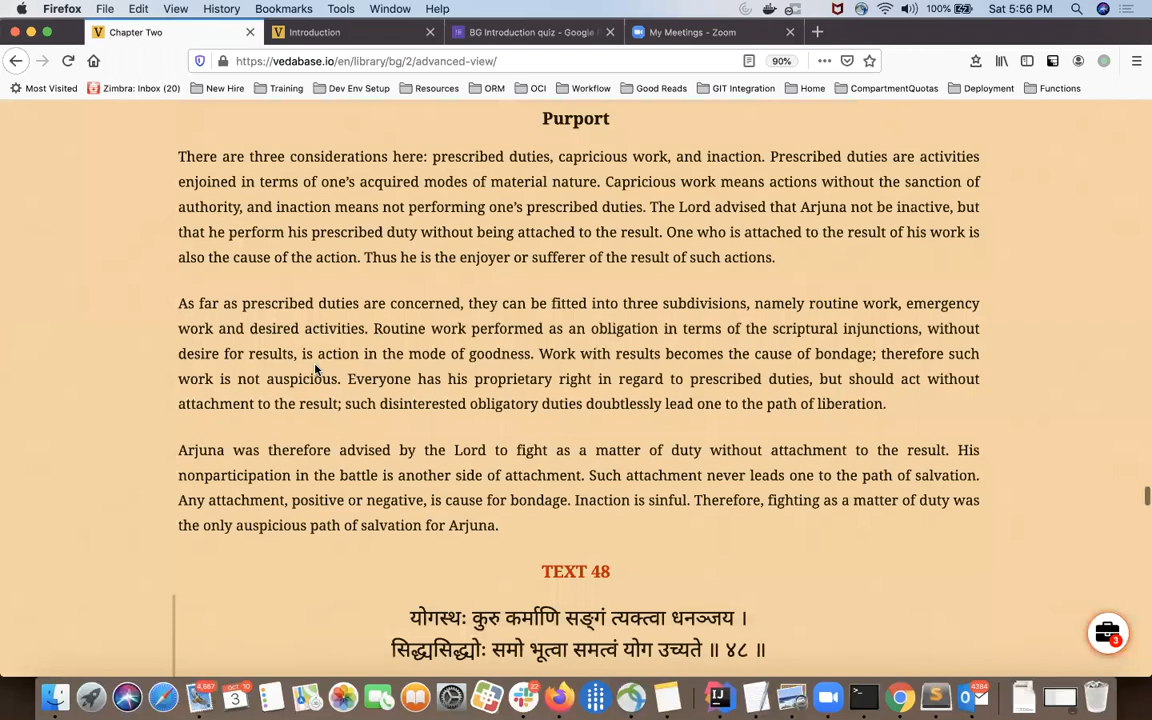 Firefox File Edit View History Bookmarks Tools Window Help 100% Sat 5:56 PM
Chapter Two Introduction BG Introduction quiz - Google My Meetings - Zoom
https://vedabase.io/en/library/bg/2/advanced-view/ 90%
Most Visited Zimbra: Inbox (20) New Hire Training Dev Env Setup Resources ORM OCI Workflow Good Reads GIT Integration Home CompartmentQuotas Deployment Functions
Purport
There are three considerations here: prescribed duties, capricious work, and inaction. Prescribed duties are activities
enjoined in terms of one’s acquired modes of material nature. Capricious work means actions without the sanction of
authority, and inaction means not performing one’s prescribed duties. The Lord advised that Arjuna not be inactive, but
that he perform his prescribed duty without being attached to the result. One who is attached to the result of his work is
also the cause of the action. Thus he is the enjoyer or sufferer of the result of such actions.
As far as prescribed duties are concerned, they can be fitted into three subdivisions, namely routine work, emergency
work and desired activities. Routine work performed as an obligation in terms of the scriptural injunctions, without
desire for results, is action in the mode of goodness. Work with results becomes the cause of bondage; therefore such
work is not auspicious. Everyone has his proprietary right in regard to prescribed duties, but should act without
attachment to the result; such disinterested obligatory duties doubtlessly lead one to the path of liberation.
Arjuna was therefore advised by the Lord to fight as a matter of duty without attachment to the result. His
nonparticipation in the battle is another side of attachment. Such attachment never leads one to the path of salvation.
Any attachment, positive or negative, is cause for bondage. Inaction is sinful. Therefore, fighting as a matter of duty was
the only auspicious path of salvation for Arjuna.
TEXT 48
योगस्थः कुरु कर्माणि सङ्गं त्यक्त्वा धनञ्जय ।
सिद्ध्यसिद्ध्योः समो भूत्वा समत्वं योग उच्यते ॥ ४८ ॥
3
4,667 OCT 3 22 4384